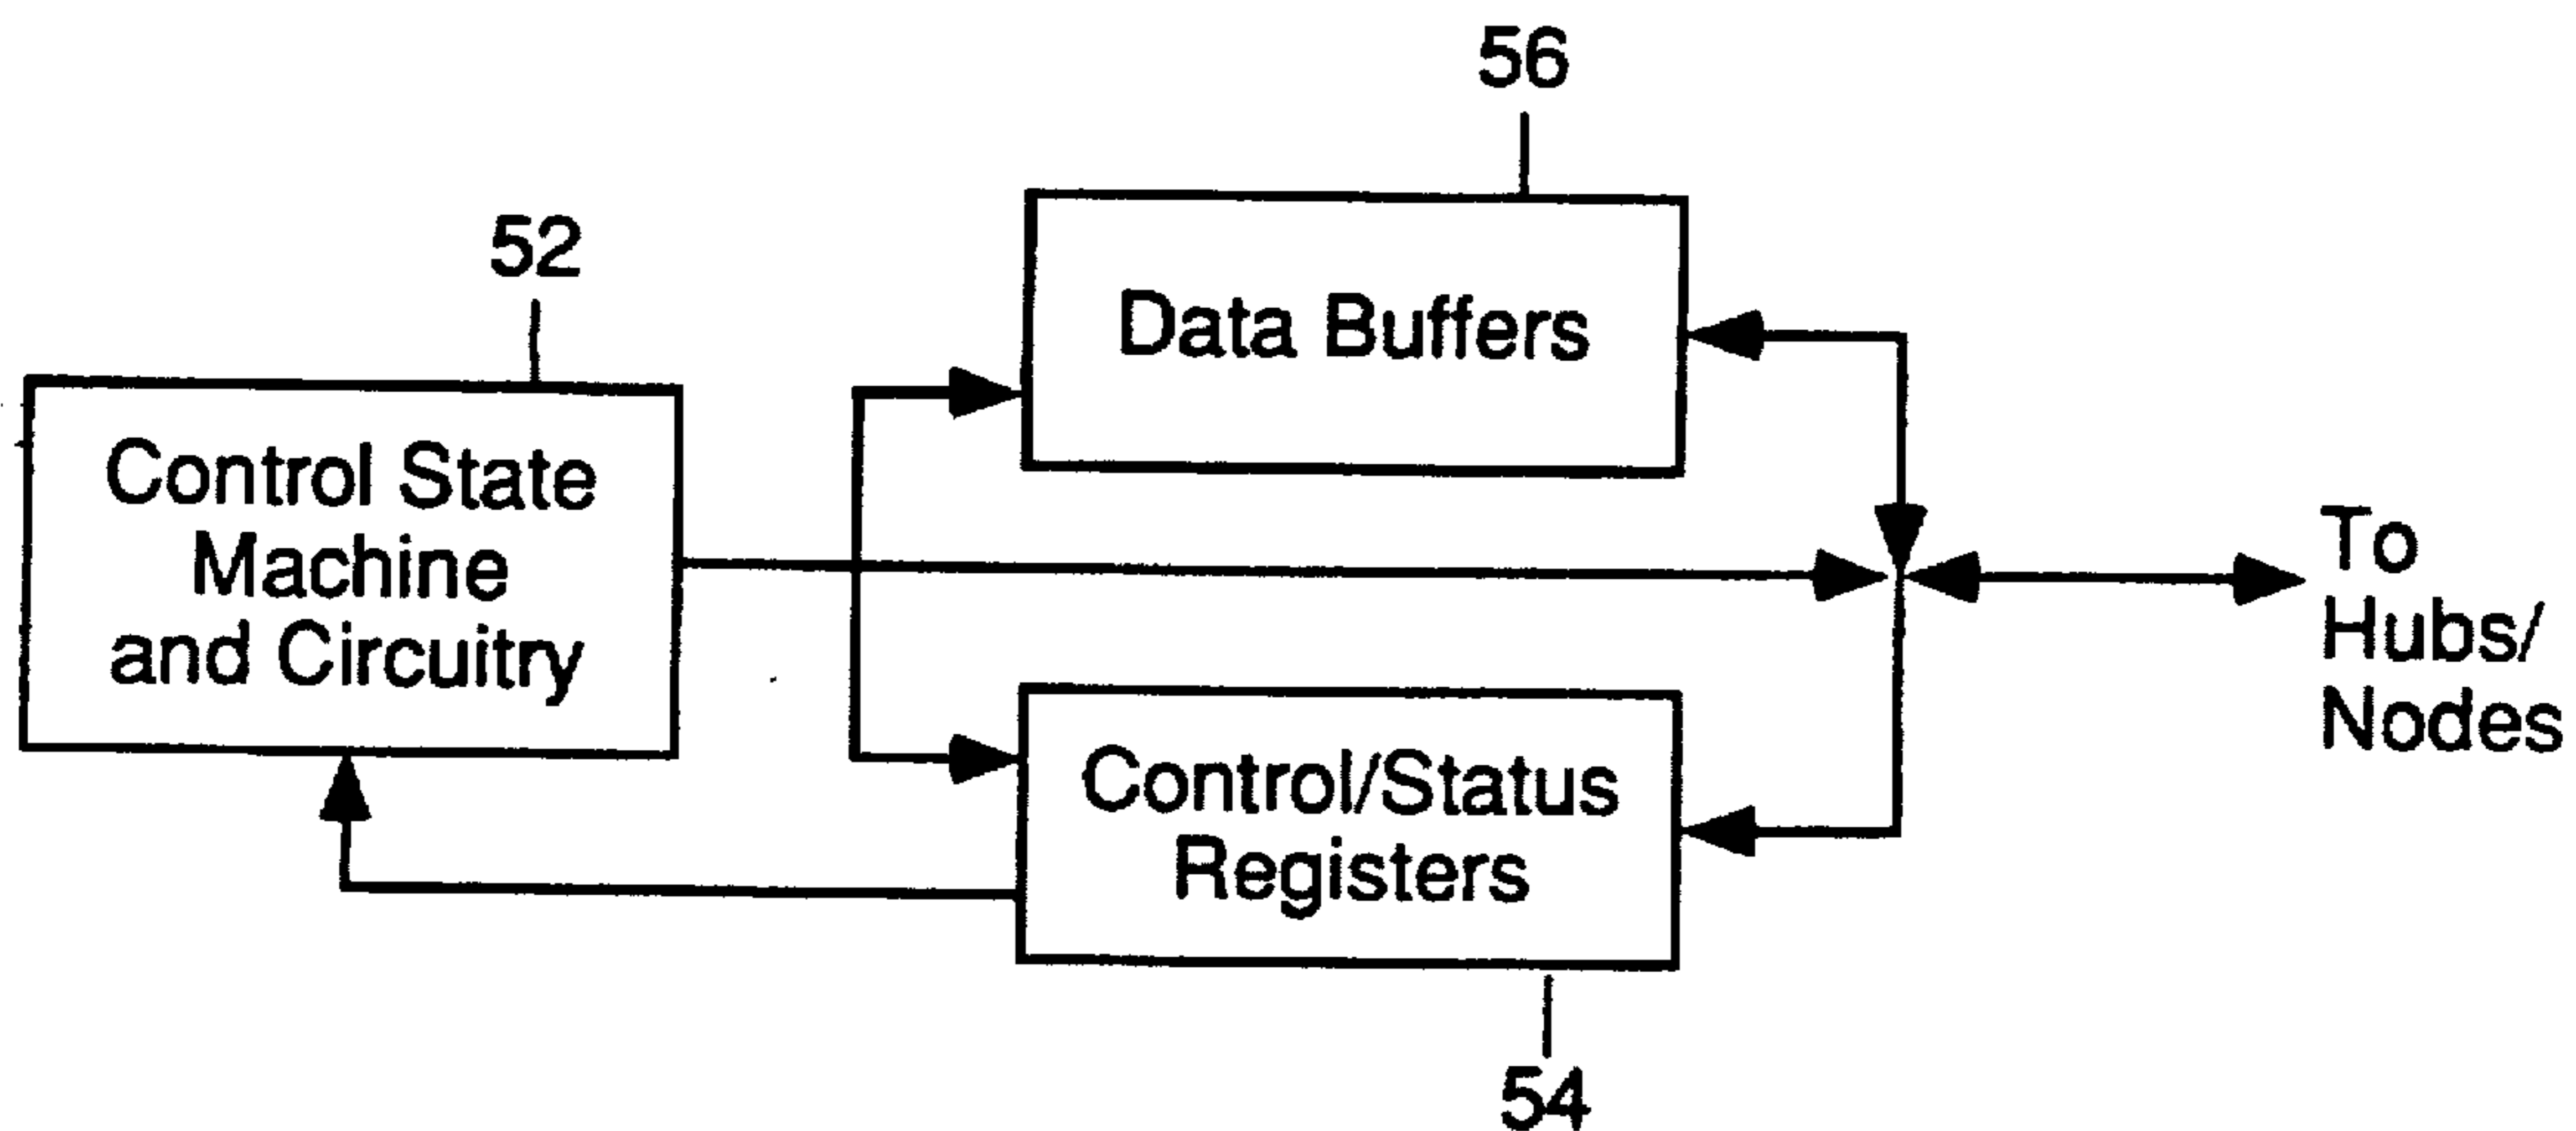 56
52
Data Buffers
Control State
Machine
and Circuitry
To
Hubs/
Nodes
Control/Status
Registers
54